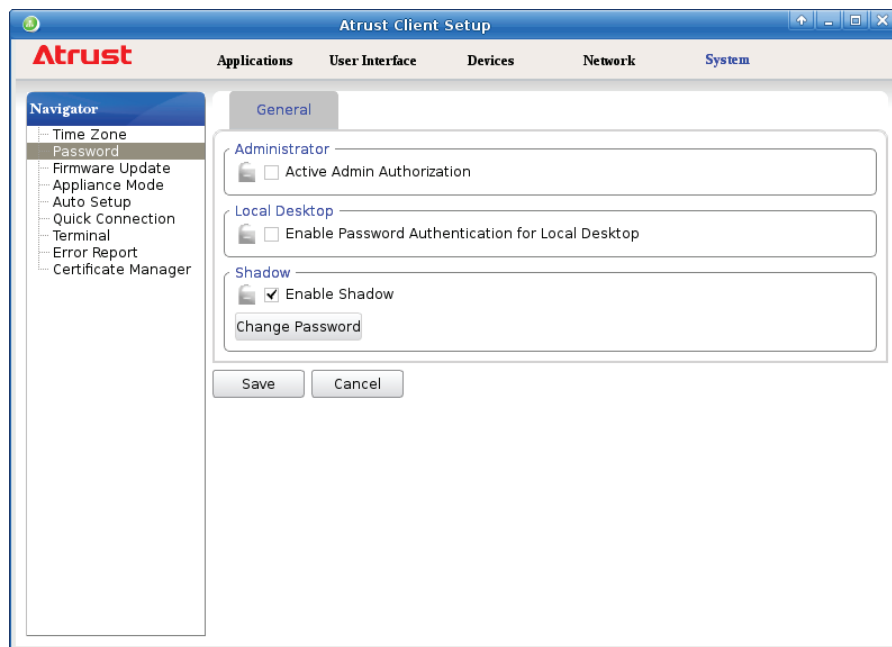 Atrust Client Setup
Atrust
Applications User Interface Devices Network System
Navigator
Time Zone
Password
Firmware Update
Appliance Mode
Auto Setup
Quick Connection
Terminal
Error Report
Certificate Manager
General
Administrator
Active Admin Authorization
Local Desktop
Enable Password Authentication for Local Desktop
Shadow
Enable Shadow
Change Password
Save Cancel